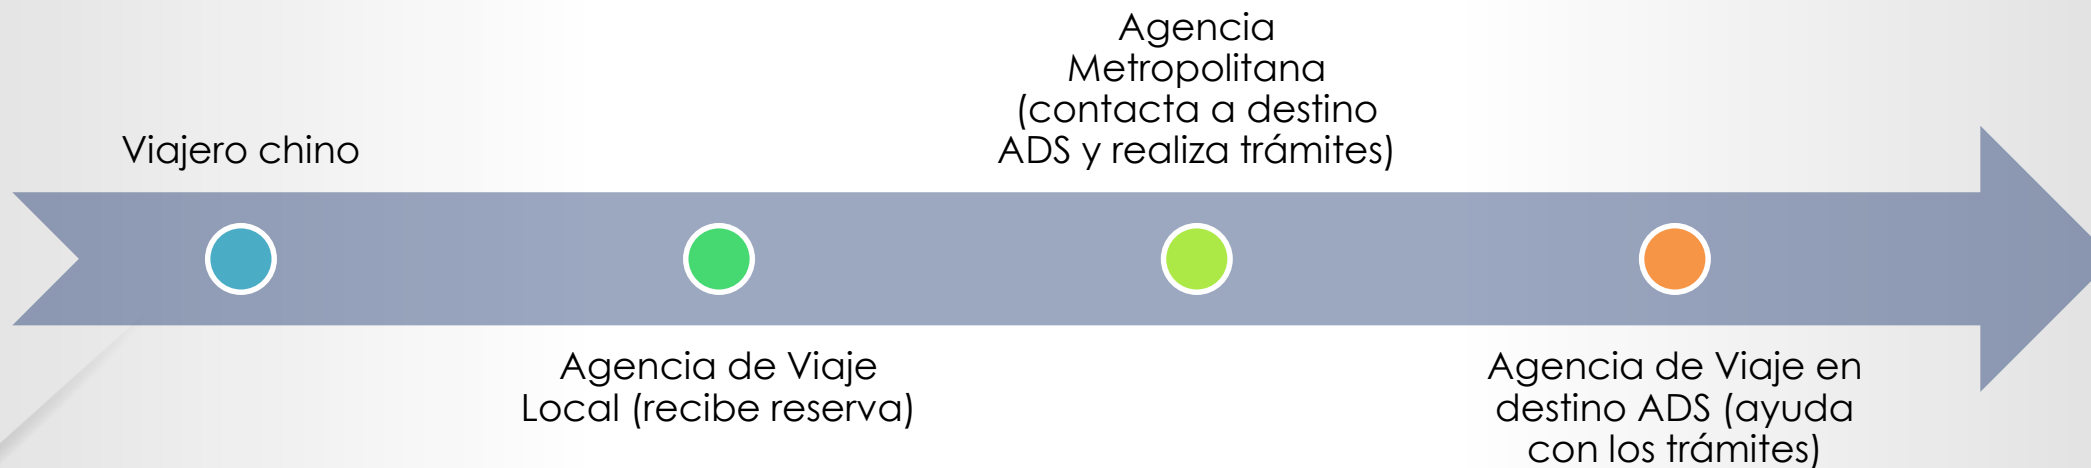 Viajero chino
Agencia de Viaje
Local (recibe reserva)
Agencia
Metropolitana
(contacta a destino
ADS y realiza trámites)
Agencia de Viaje en
destino ADS (ayuda
con los trámites)